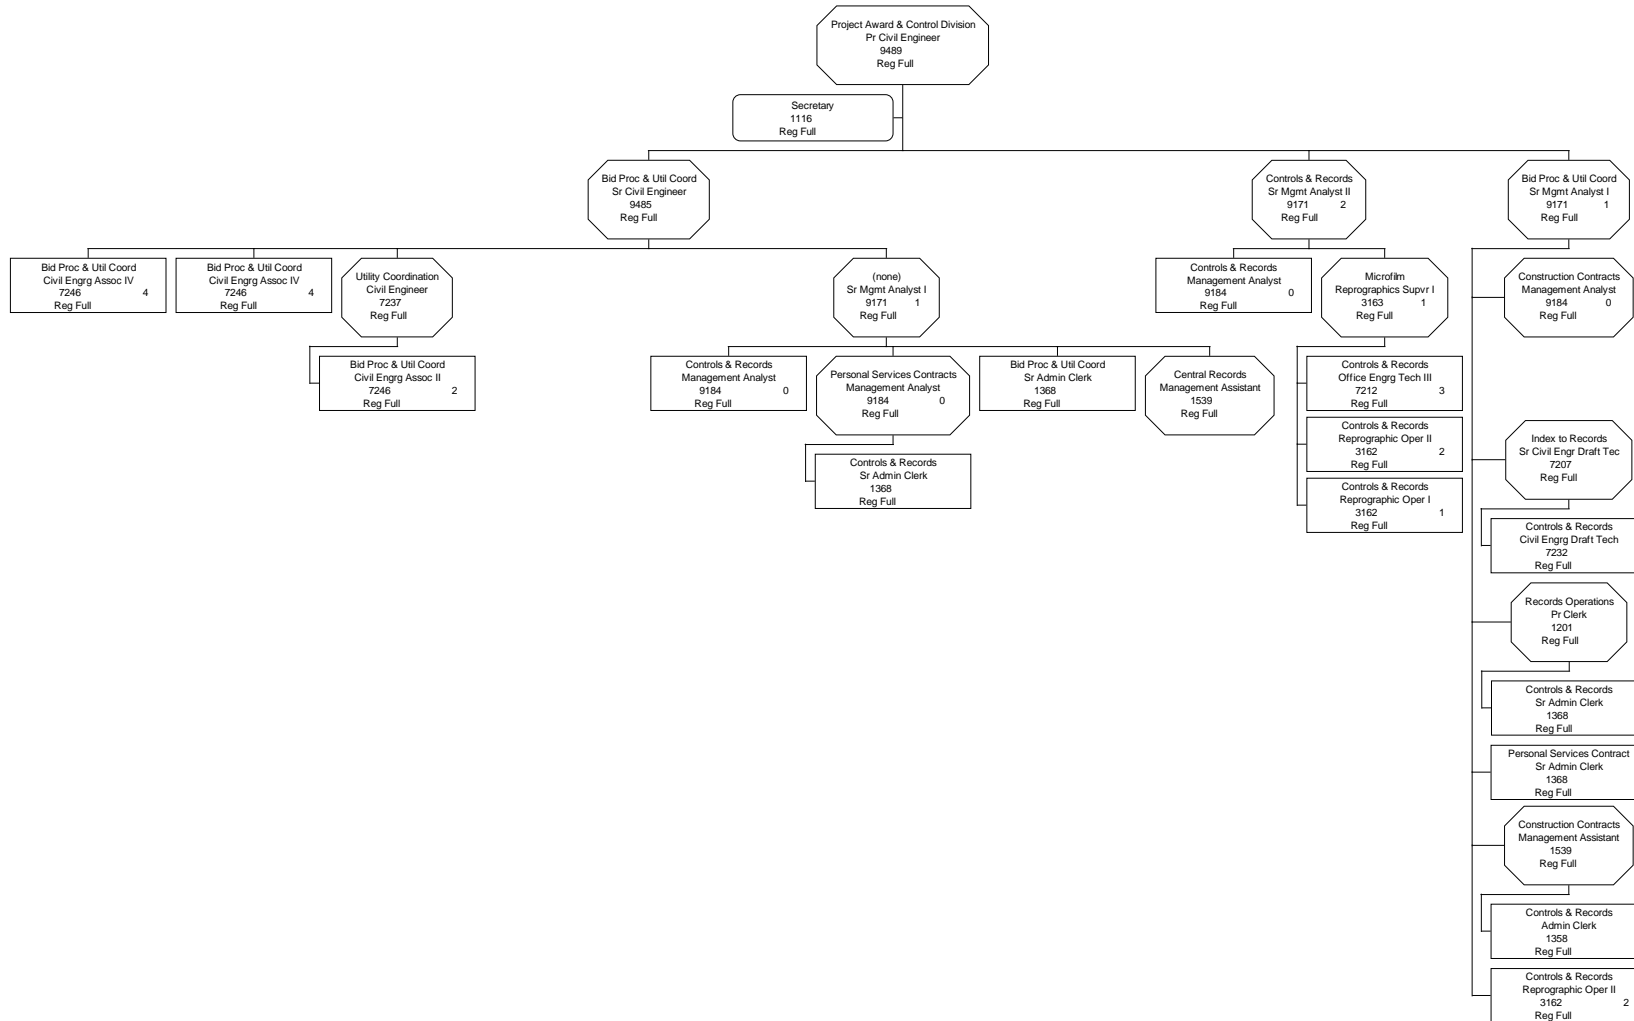 Project Award & Control Division
Pr Civil Engineer
9489
Reg Full
Secretary
1116
Reg Full
Bid Proc & Util Coord
Sr Civil Engineer
9485
Reg Full
Controls & Records
Sr Mgmt Analyst II
9171 2
Reg Full
Bid Proc & Util Coord
Sr Mgmt Analyst I
9171 1
Reg Full
Bid Proc & Util Coord
Civil Engrg Assoc IV
7246 4
Reg Full
Bid Proc & Util Coord
Civil Engrg Assoc IV
7246 4
Reg Full
Utility Coordination
Civil Engineer
7237
Reg Full
Bid Proc & Util Coord
Civil Engrg Assoc II
7246 2
Reg Full
(none)
Sr Mgmt Analyst I
9171 1
Reg Full
Controls & Records
Management Analyst
9184 0
Reg Full
Personal Services Contracts
Management Analyst
9184 0
Reg Full
Controls & Records
Sr Admin Clerk
1368
Reg Full
Bid Proc & Util Coord
Sr Admin Clerk
1368
Reg Full
Central Records
Management Assistant
1539
Reg Full
Controls & Records
Management Analyst
9184 0
Reg Full
Microfilm
Reprographics Supvr I
3163 1
Reg Full
Controls & Records
Office Engrg Tech III
7212 3
Reg Full
Controls & Records
Reprographic Oper II
3162 2
Reg Full
Controls & Records
Reprographic Oper I
3162 1
Reg Full
Construction Contracts
Management Analyst
9184 0
Reg Full
Index to Records
Sr Civil Engr Draft Tec
7207
Reg Full
Controls & Records
Civil Engrg Draft Tech
7232
Reg Full
Records Operations
Pr Clerk
1201
Reg Full
Controls & Records
Sr Admin Clerk
1368
Reg Full
Personal Services Contract
Sr Admin Clerk
1368
Reg Full
Construction Contracts
Management Assistant
1539
Reg Full
Controls & Records
Admin Clerk
1358
Reg Full
Controls & Records
Reprographic Oper II
3162 2
Reg Full